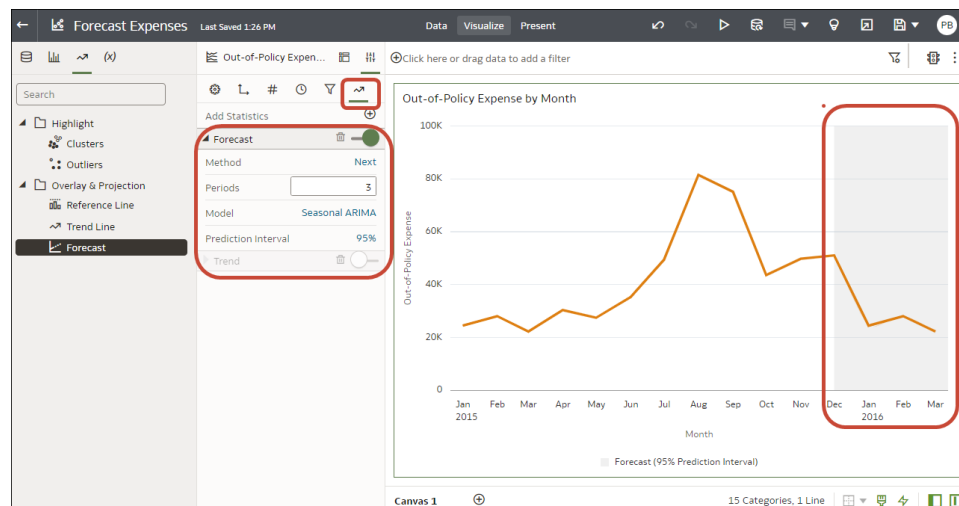 Forecast Expenses Last Saved 1:26 PM Data Visualize Present PB
(x) Out-of-Policy Expen... Click here or drag data to add a filter
Search
Highlight
Clusters
Outliers
Overlay & Projection
Reference Line
Trend Line
Forecast
#
Add Statistics
Forecast
Method Next
Periods 3
Model Seasonal ARIMA
Prediction Interval 95%
Trend
Out-of-Policy Expense by Month
100K
80K
60K
40K
20K
0
Out-of-Policy Expense
Jan Feb Mar Apr May Jun Jul Aug Sep Oct Nov Dec Jan Feb Mar
2015 2016
Month
Forecast (95% Prediction Interval)
Canvas 1 15 Categories, 1 Line